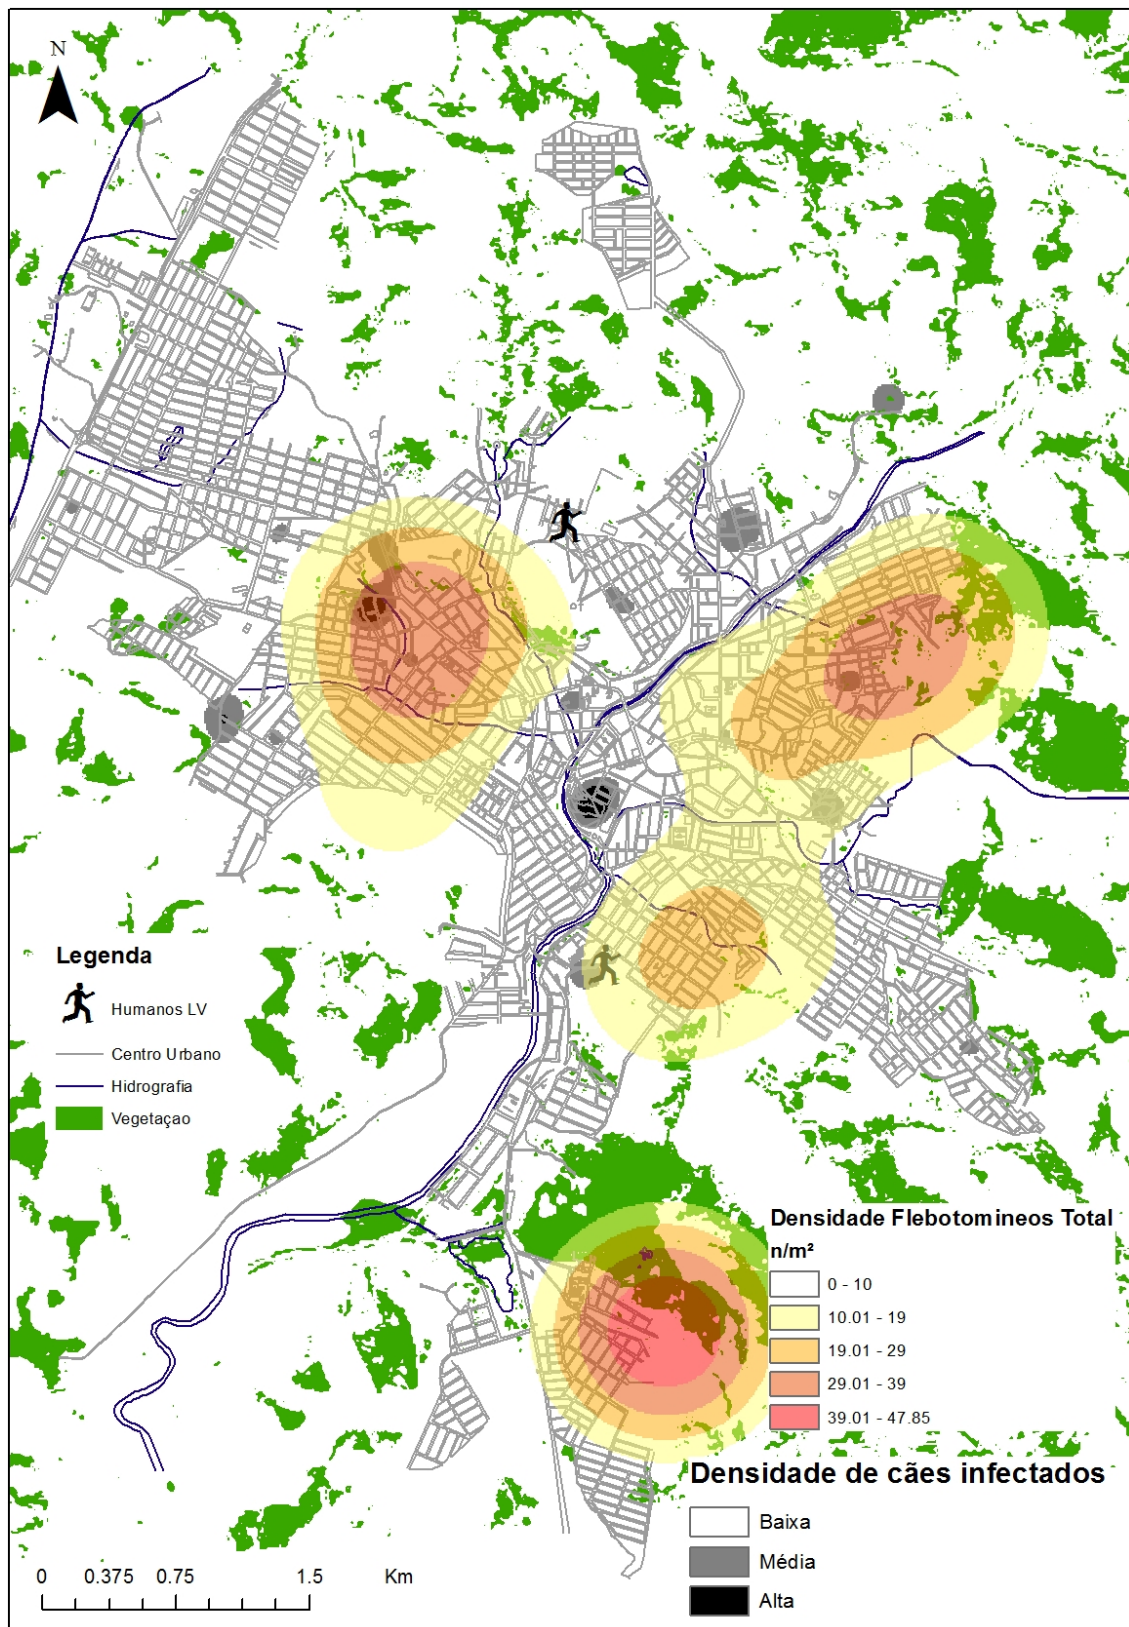 N
Legenda
Humanos LV
Centro Urbano
Hidrografia
Vegetaçao
Densidade Flebotomineos Total
n/m²
0 - 10
10.01 - 19
19.01 - 29
29.01 - 39
39.01 - 47.85
Densidade de cães infectados
Baixa
Média
Alta
0 0.375 0.75 1.5 Km